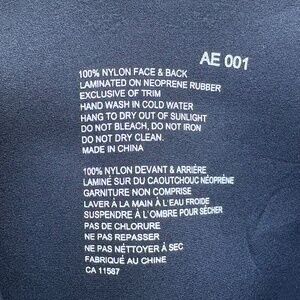 AE 001
100% NYLON FACE & BACK
LAMINATED ON NEOPRENE RUBBER
EXCLUSIVE OF TRIM
HAND WASH IN COLD WATER
HANG TO DRY OUT OF SUNLIGHT
DO NOT BLEACH, DO NOT IRON
DO NOT DRY CLEAN.
MADE IN CHINA
100% NYLON DEVANT & ARRIÈRE
LAMINÉ SUR DU CAOUTCHOUC NÉOPRÈNE
GARNITURE NON COMPRISE
LAVER À LA MAIN À L'EAU FROIDE
SUSPENDRE À L'OMBRE POUR SÉCHER
PAS DE CHLORURE
NE PAS REPASSER
NE PAS NÉTTOYER À SEC
FABRIQUÉ AU CHINE
CA 11567